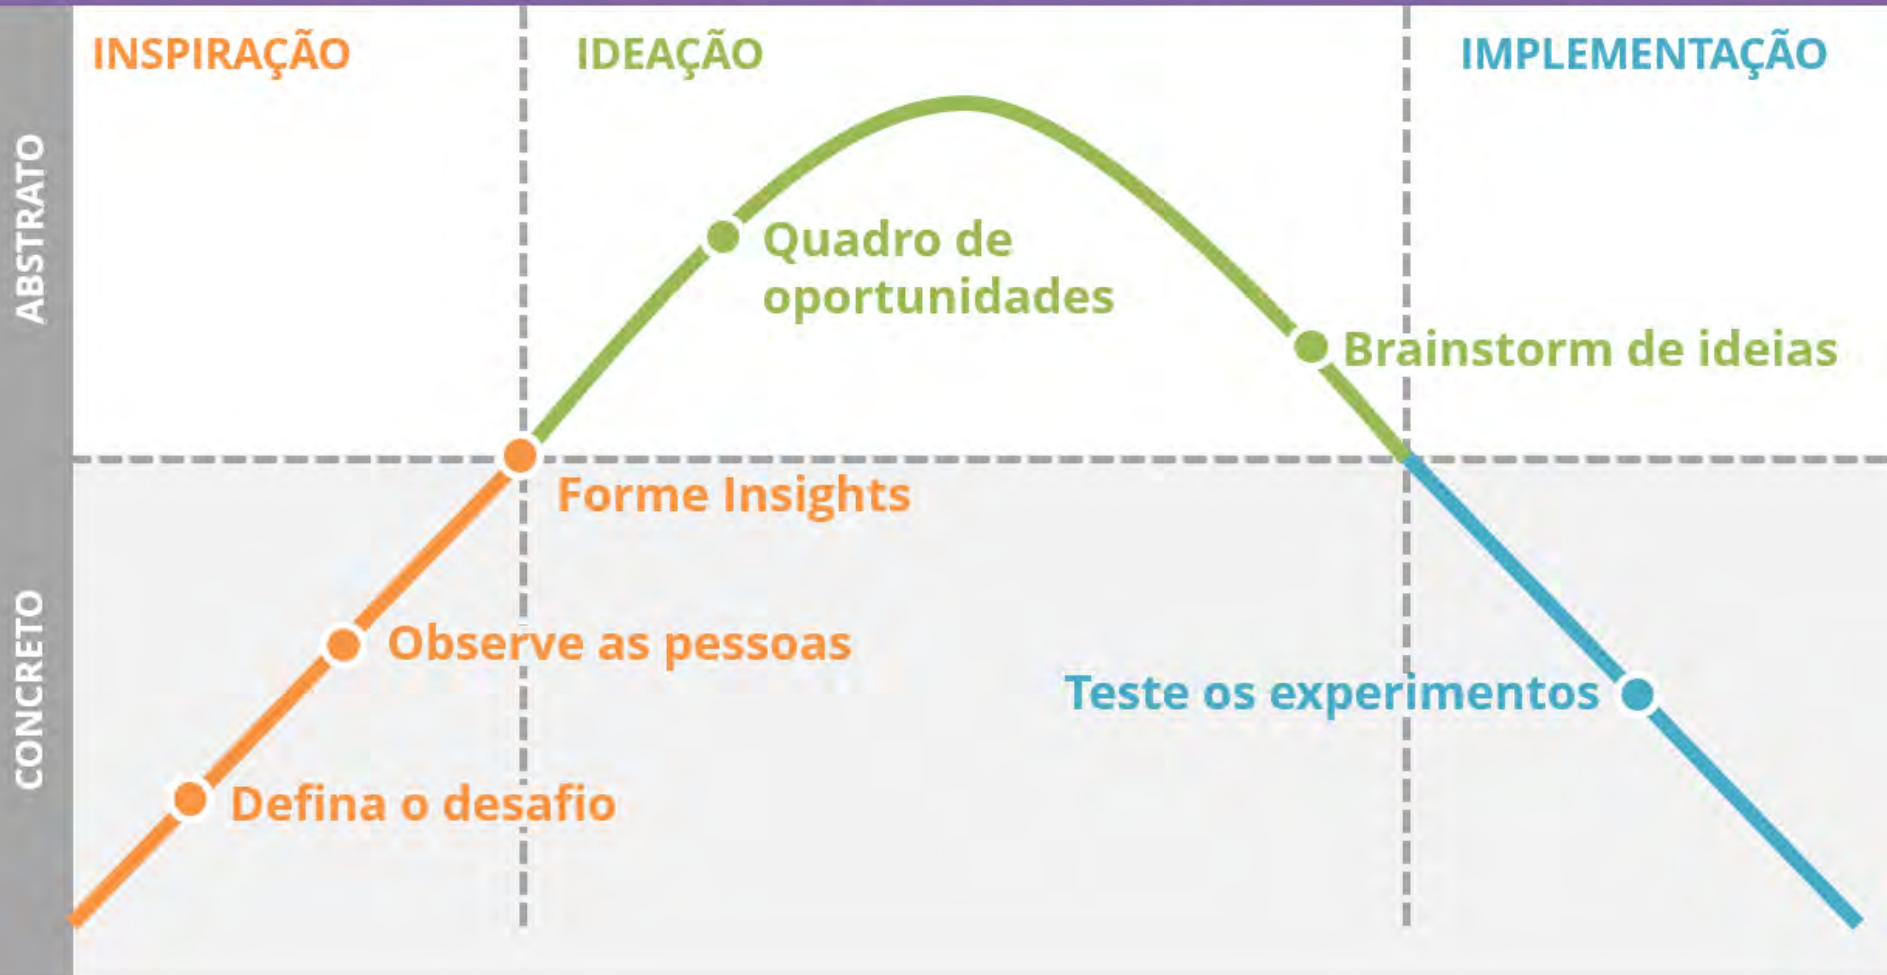 INSPIRAÇÃO
IDEAÇÃO
IMPLEMENTAÇÃO
ABSTRATO
Quadro de
oportunidades
Brainstorm de ideias
Forme Insights
CONCRETO
Observe as pessoas
Teste os experimentos
Defina o desafio